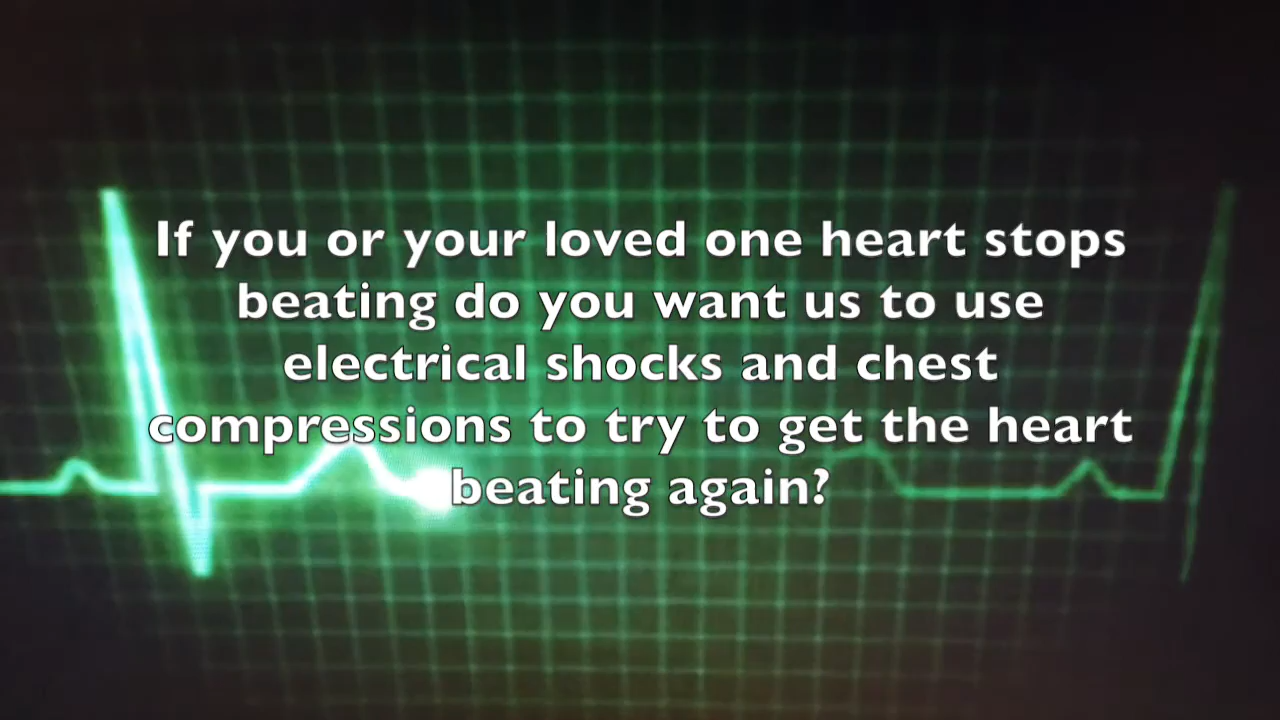 If you or your loved one heart stops
beating do you want us to use
electrical shocks and chest
compressions to try to get the heart
beating again?